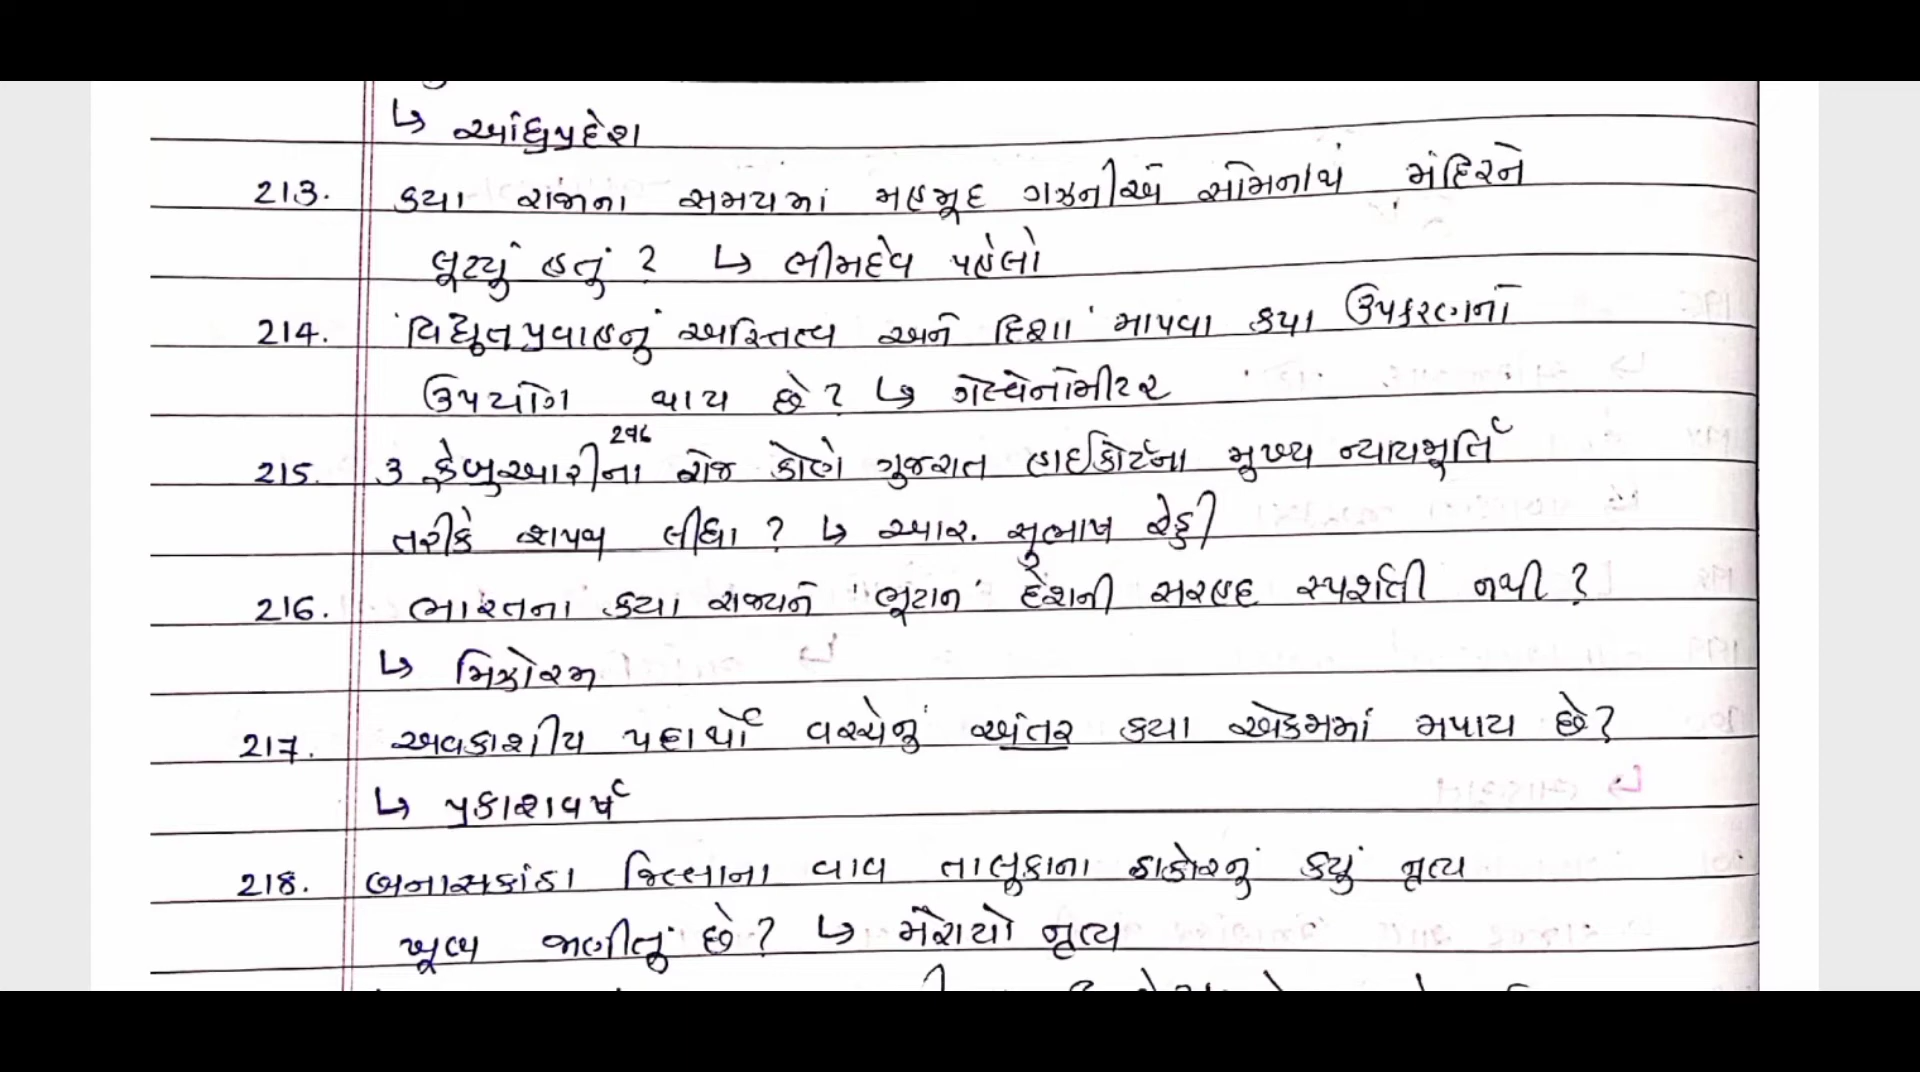 ↳ આંધ્રપ્રદેશ
213. કયા રાજાના સમયમાં મહમૂદ ગઝનીએ સોમનાથ મંદિરને
લૂટયું હતું ? ↳ ભીમદેવ પહેલો
214. વિદ્યુતપ્રવાહનું અસ્તિત્વ અને દિશા માપવા કયા ઉપકરણનો
ઉપયોગ થાય છે ? ↳ ગેલ્વેનોમીટર
215. ૩ ફેબ્રુઆરીના રોજ કોણે ગુજરાત હાઈકોર્ટના મુખ્ય ન્યાયમૂર્તિ
તરીકે શપથ લીધા ? ↳ આર. સુભાષ રેડ્ડી
216. ભારતના કયા રાજ્યને 'ભૂટાન' દેશની સરહદ સ્પર્શતી નથી ?
↳ મિઝોરમ
217. અવકાશીય પદાર્થો વચ્ચેનું અંતર કયા એકમમાં મપાય છે ?
↳ પ્રકાશવર્ષ
218. બનાસકાંઠા જિલ્લાના વાવ તાલુકાના ઠાકોરનું કયું નૃત્ય
ખૂબ જાણીતું છે ? ↳ મેરાયો નૃત્ય